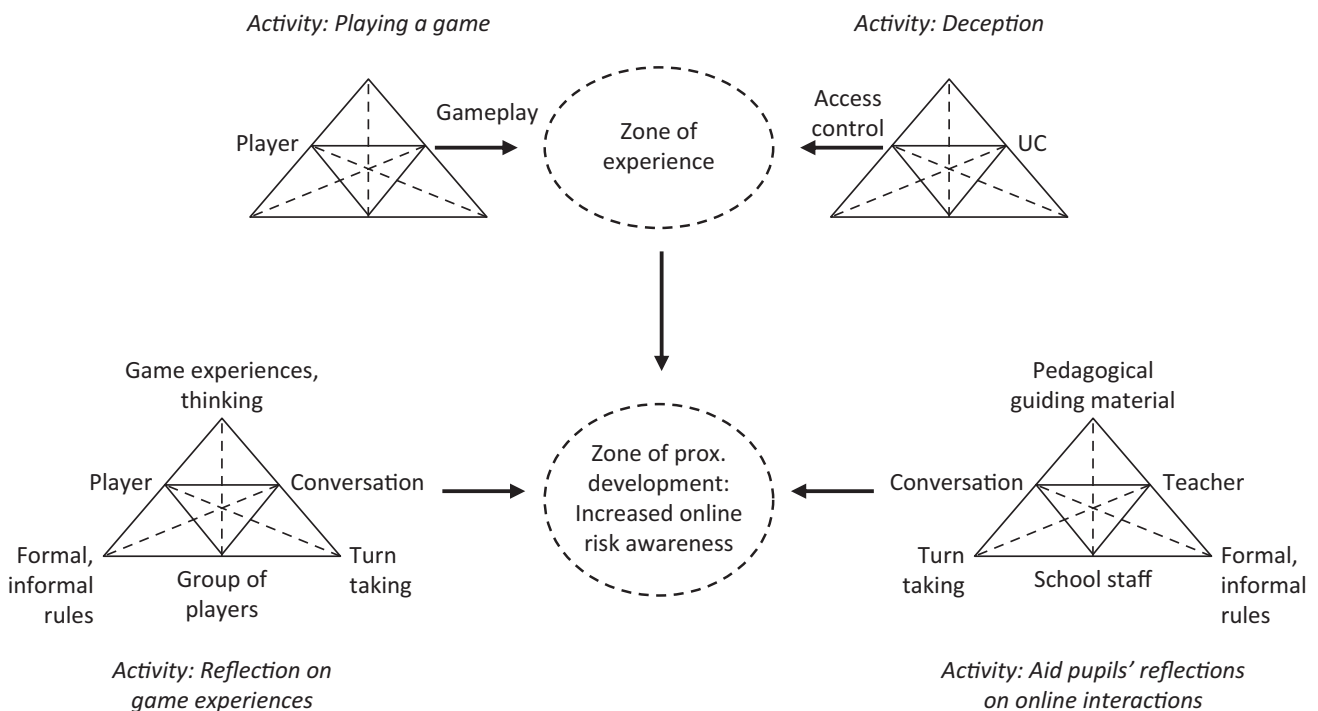 Activity: Playing a game
Activity: Deception
Gameplay
Player
Zone of
experience
Access
control
UC
Game experiences,
thinking
Player
Conversation
Formal,
informal
rules
Group of
players
Turn
taking
Zone of prox.
development:
Increased online
risk awareness
Pedagogical
guiding material
Conversation
Teacher
Turn
taking
School staff
Formal,
informal
rules
Activity: Reflection on
game experiences
Activity: Aid pupils’ reflections
on online interactions